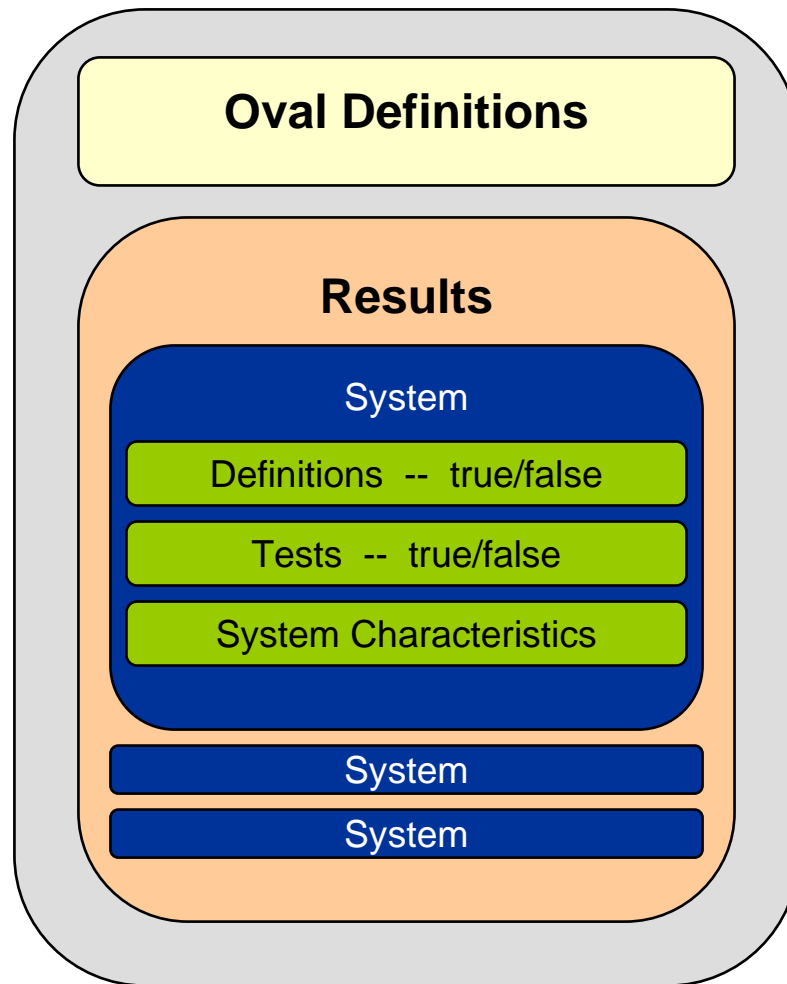 Oval Definitions
Results
System
Definitions -- true/false
Tests -- true/false
System Characteristics
System
System